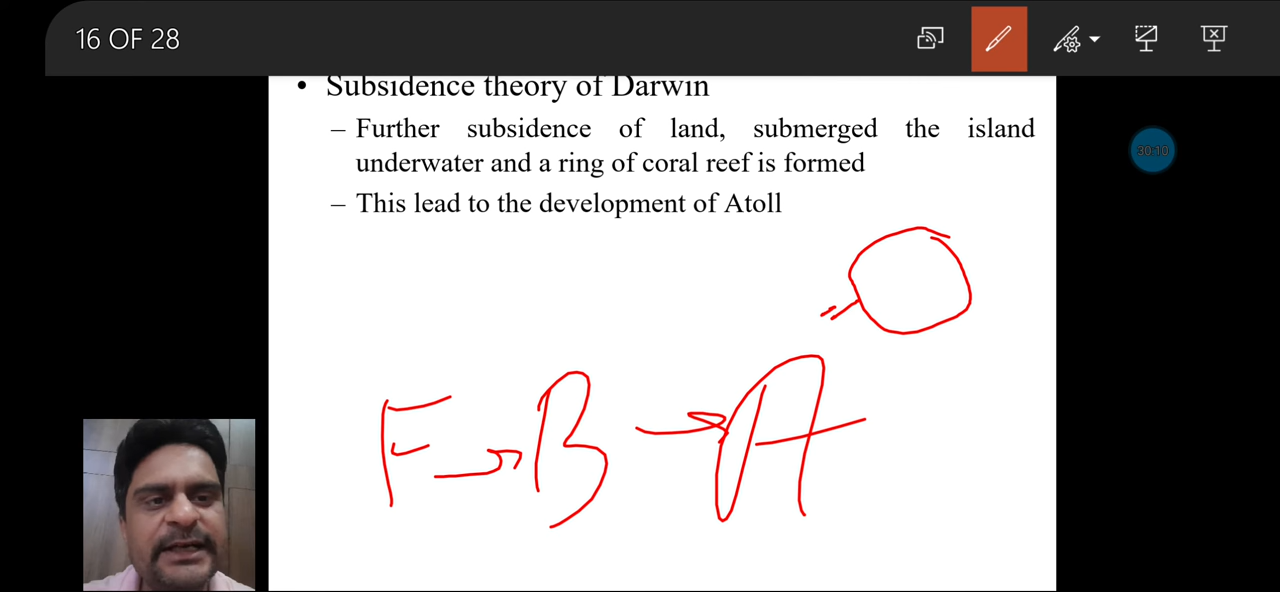 16 OF 28
• Subsidence theory of Darwin
– Further subsidence of land, submerged the island
underwater and a ring of coral reef is formed
30:10
– This lead to the development of Atoll
F → B → A